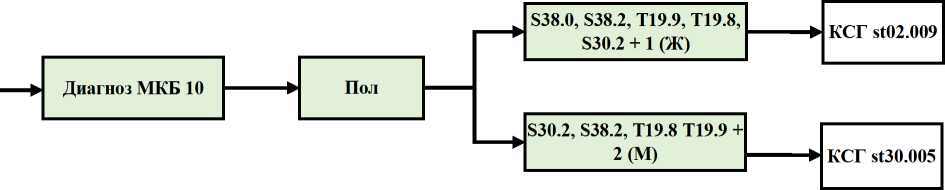 S38.0, S38.2, T19.9, T19.8,
S30.2 + 1 (Ж)
КСГ st02.009
Диагноз МКБ 10
Пол
S30.2, S38.2, T19.8 T19.9 +
2 (М)
КСГ st30.005